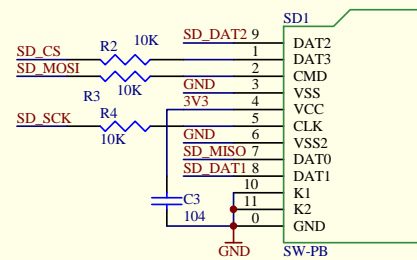 SD1
SD_DAT2 9 DAT2
SD_CS R2 10K 1 DAT3
SD_MOSI 10K 2 CMD
R3
GND 3 VSS
3V3 4 VCC
SD_SCK R4 10K 5 CLK
GND 6 VSS2
SD_MISO 7 DAT0
SD_DAT1 8 DAT1
10 K1
C3 104
11 K2
0 GND
GND
SW-PB